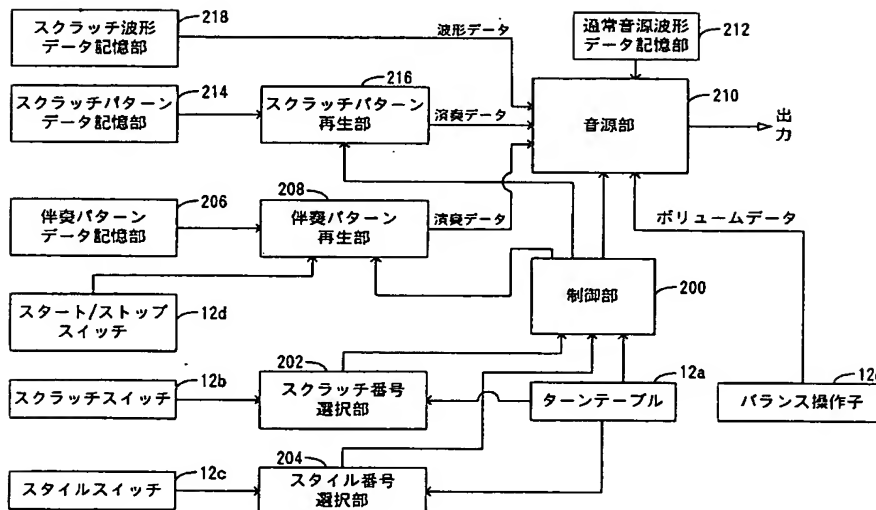 スクラッチ波形
データ記憶部
218
波形データ
通常音源波形
データ記憶部
212
スクラッチパターン
データ記憶部
214
216
スクラッチパターン
再生部
演奏データ
210
音源部
出力
伴奏パターン
データ記憶部
206
208
伴奏パターン
再生部
演奏データ
ボリュームデータ
制御部
200
スタート/ストップ
スイッチ
12d
スクラッチスイッチ
12b
202
スクラッチ番号
選択部
12a
ターンテーブル
バランス操作子
スタイルスイッチ
12c
204
スタイル番号
選択部